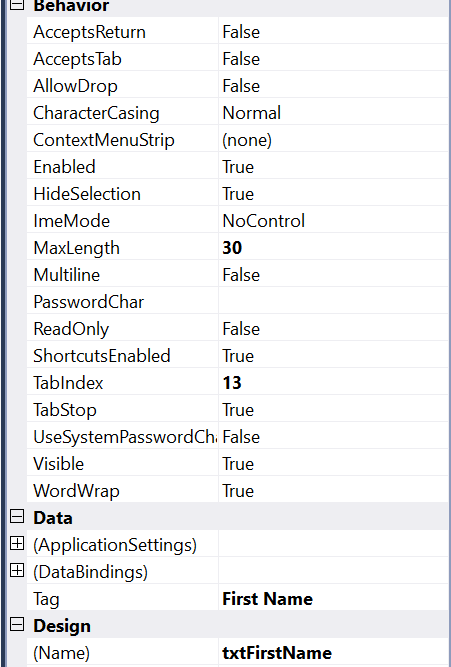 Behavior
AcceptsReturn False
AcceptsTab False
AllowDrop False
CharacterCasing Normal
ContextMenuStrip (none)
Enabled True
HideSelection True
ImeMode NoControl
MaxLength 30
Multiline False
PasswordChar
ReadOnly False
ShortcutsEnabled True
TabIndex 13
TabStop True
UseSystemPasswordCha False
Visible True
WordWrap True
Data
(ApplicationSettings)
(DataBindings)
Tag First Name
Design
(Name) txtFirstName